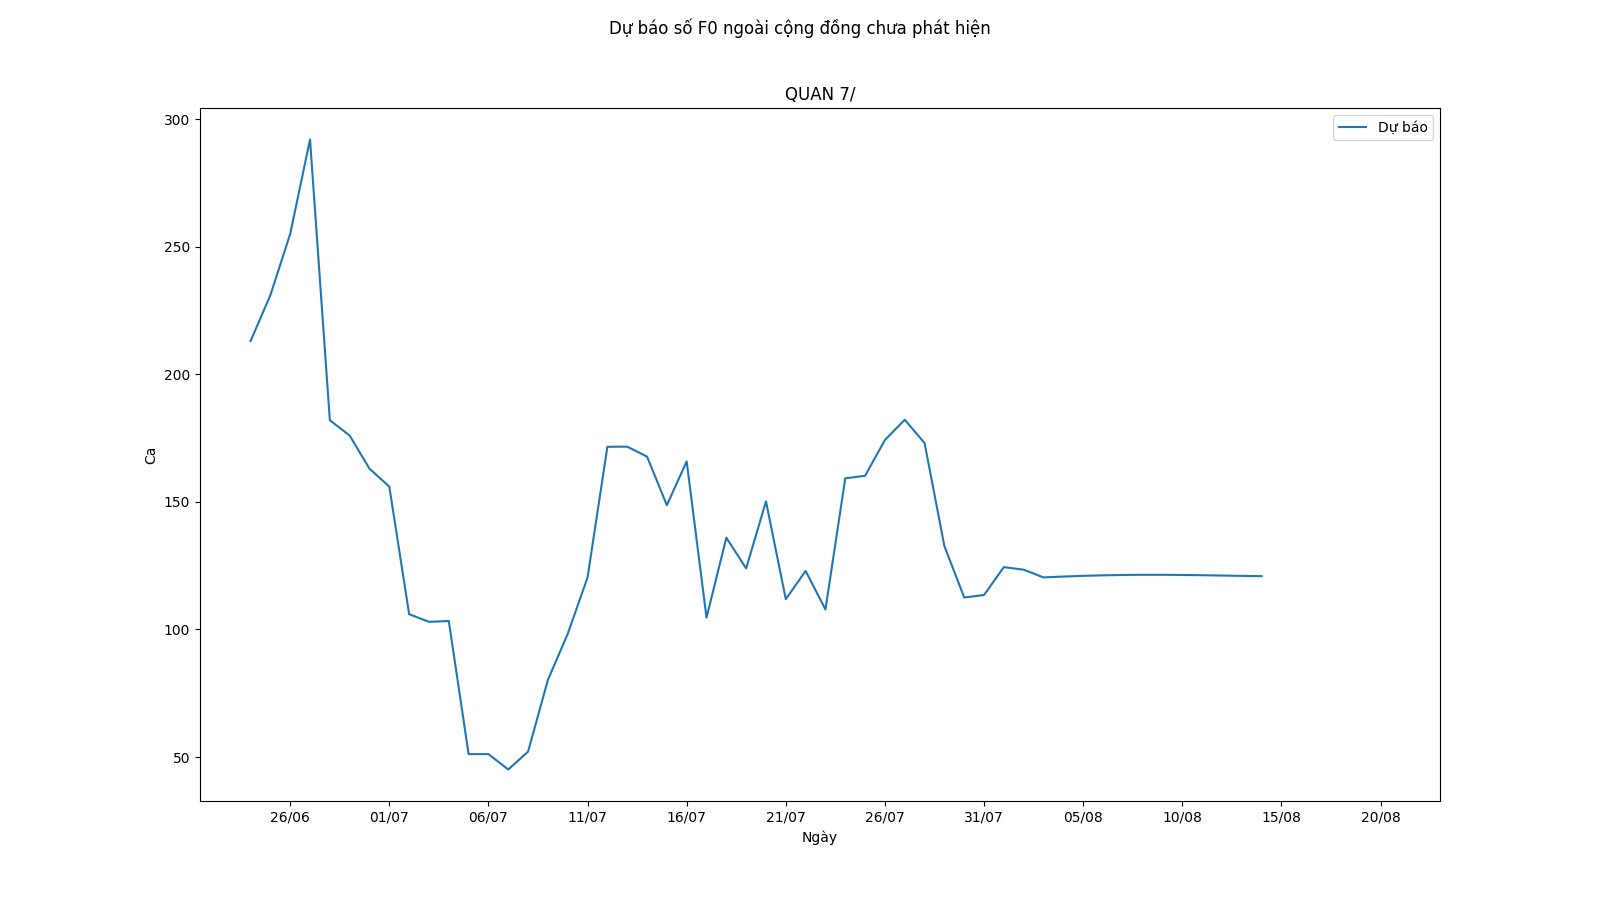 Dự báo số F0 ngoài cộng đồng chưa phát hiện
QUAN 7/
Dự báo
300
250
200
150
100
50
Ca
26/06 01/07 06/07 11/07 16/07 21/07 26/07 31/07 05/08 10/08 15/08 20/08
Ngày